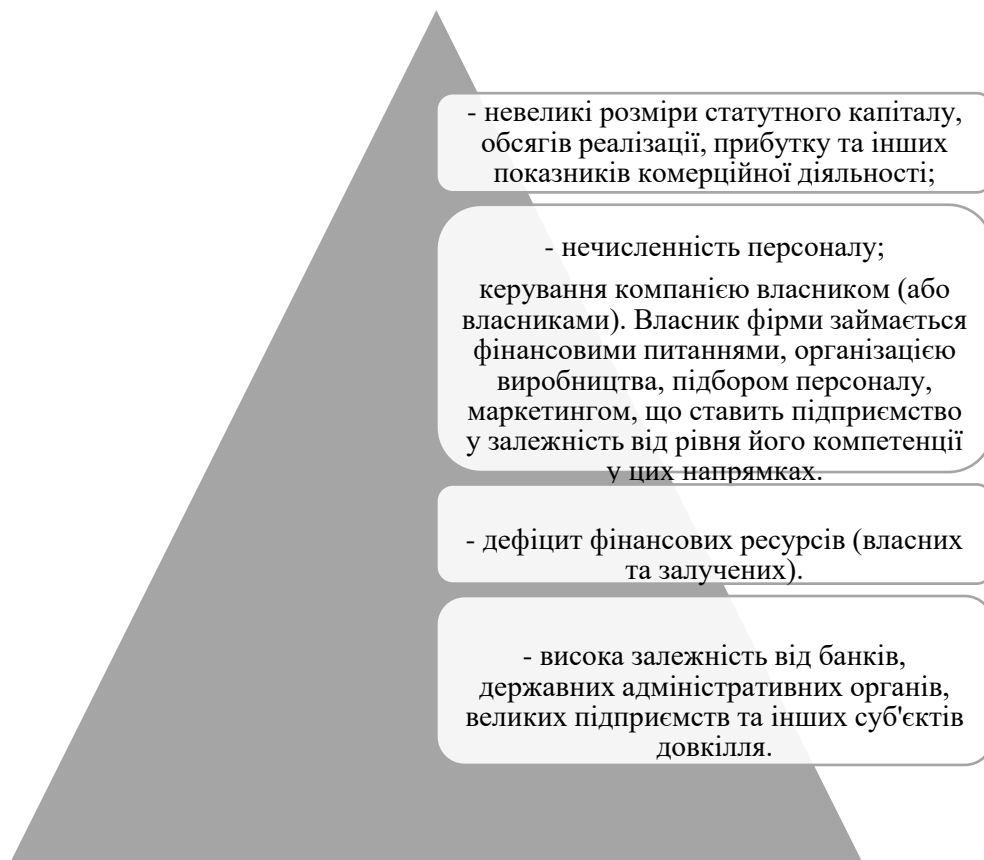 - невеликі розміри статутного капіталу,
обсягів реалізації, прибутку та інших
показників комерційної діяльності;
- нечисленність персоналу;
керування компанією власником (або
власниками). Власник фірми займається
фінансовими питаннями, організацією
виробництва, підбором персоналу,
маркетингом, що ставить підприємство
у залежність від рівня його компетенції
у цих напрямках.
- дефіцит фінансових ресурсів (власних
та залучених).
- висока залежність від банків,
державних адміністративних органів,
великих підприємств та інших суб'єктів
довкілля.